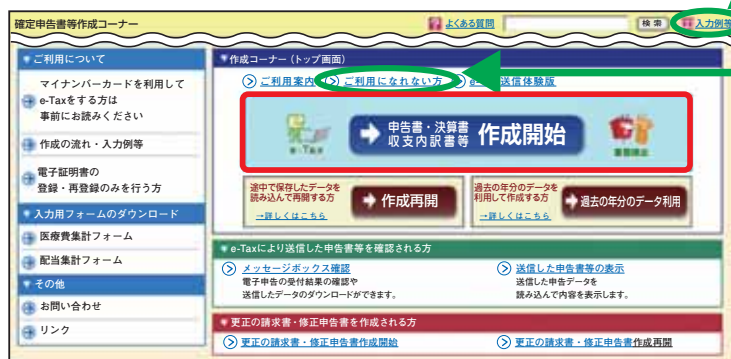 確定申告書等作成コーナー
よくある質問
検索
入力例等
ご利用について
マイナンバーカードを利用して
e-Taxをする方は
事前にお読みください
作成の流れ・入力例等
電子証明書の
登録・再登録のみを行う方
入力用フォームのダウンロード
医療費集計フォーム
配当集計フォーム
その他
お問い合わせ
リンク
作成コーナー（トップ画面）
ご利用案内 ご利用になれない方 送信体験版
e-Tax
申告書・決算書
収支内訳書等 作成開始
途中で保存したデータを
読み込んで再開する方
→詳しくはこちら
作成再開
過去の年分のデータを
利用して作成する方
→詳しくはこちら
過去の年分のデータ利用
e-Taxにより送信した申告書等を確認される方
メッセージボックス確認
電子申告の受付結果の確認や
送信したデータのダウンロードができます。
送信した申告書等の表示
送信した申告データを
読み込んで内容を表示します。
更正の請求書・修正申告書を作成される方
更正の請求書・修正申告書作成開始
更正の請求書・修正申告書作成再開